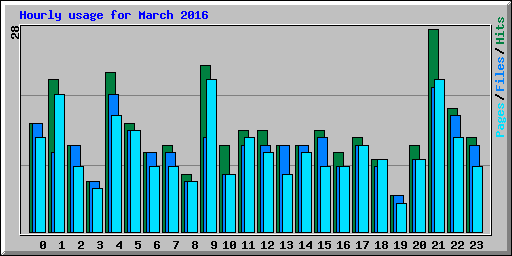 Hourly usage for March 2016
28
Pages/Files/Hits
0 1 2 3 4 5 6 7 8 9 10 11 12 13 14 15 16 17 18 19 20 21 22 23